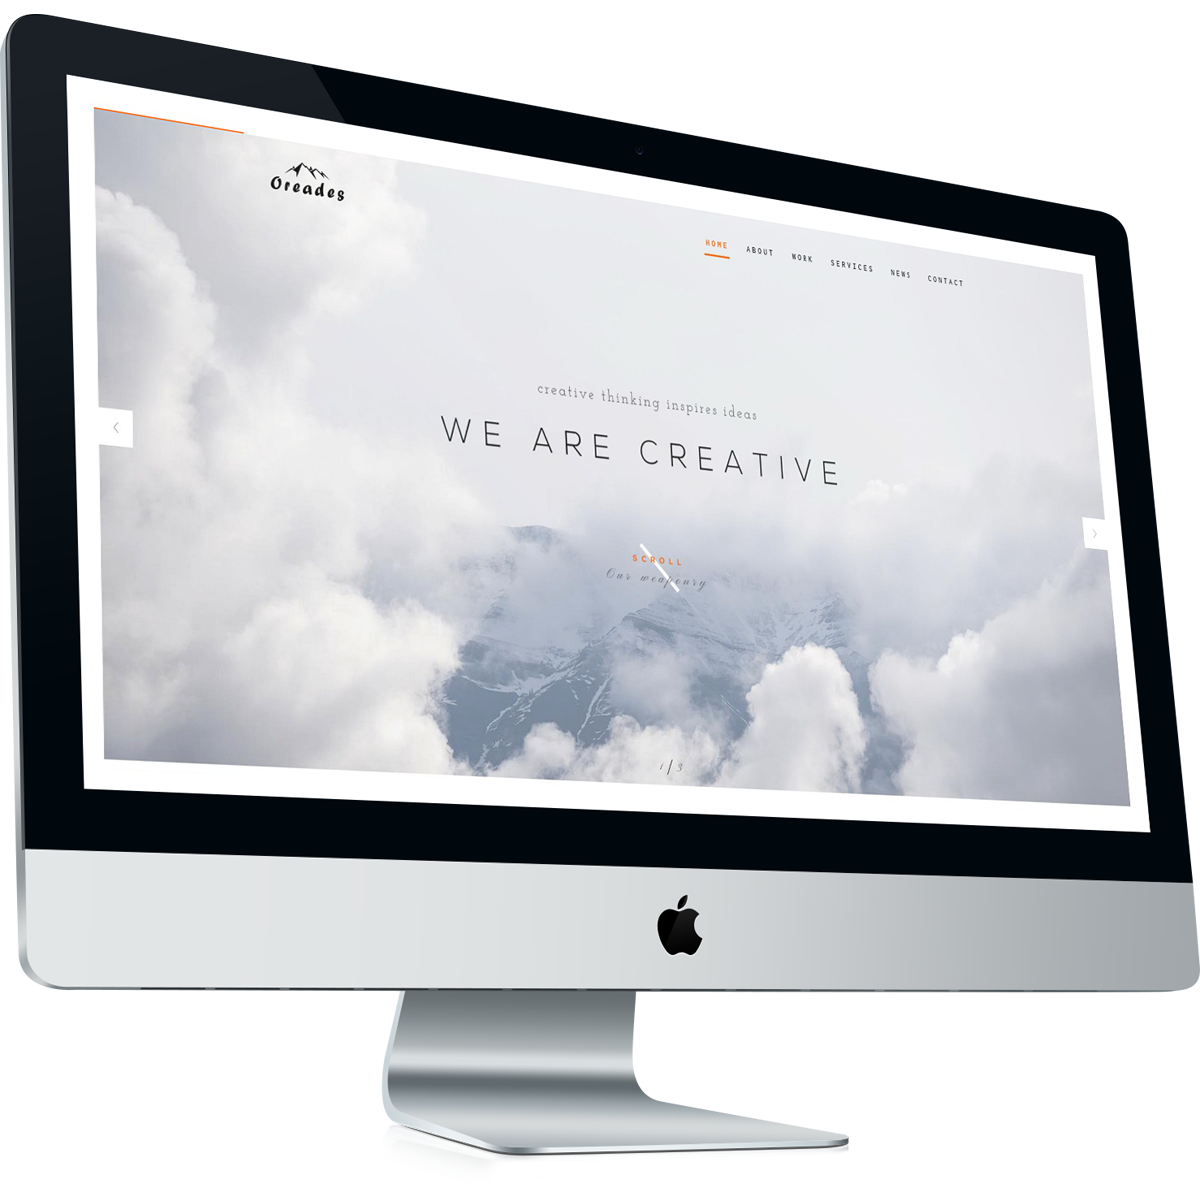 Oreades
HOME ABOUT WORK SERVICES NEWS CONTACT
creative thinking inspires ideas
WE ARE CREATIVE
SCROLL
Our weaponry
1/3